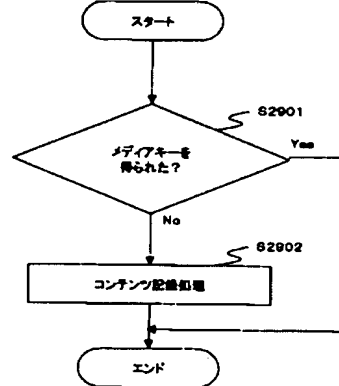 スタート
S2901
メディアキーを
得られた？
Yes
No
S2902
コンテンツ記録処理
エンド